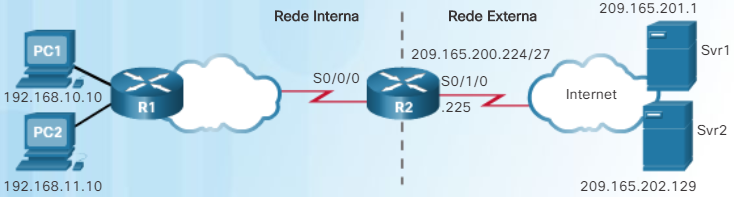 Rede Interna
Rede Externa
209.165.201.1
PC1
209.165.200.224/27
Svr1
S0/0/0
S0/1/0
192.168.10.10
R1
R2
.225
Internet
PC2
Svr2
192.168.11.10
209.165.202.129